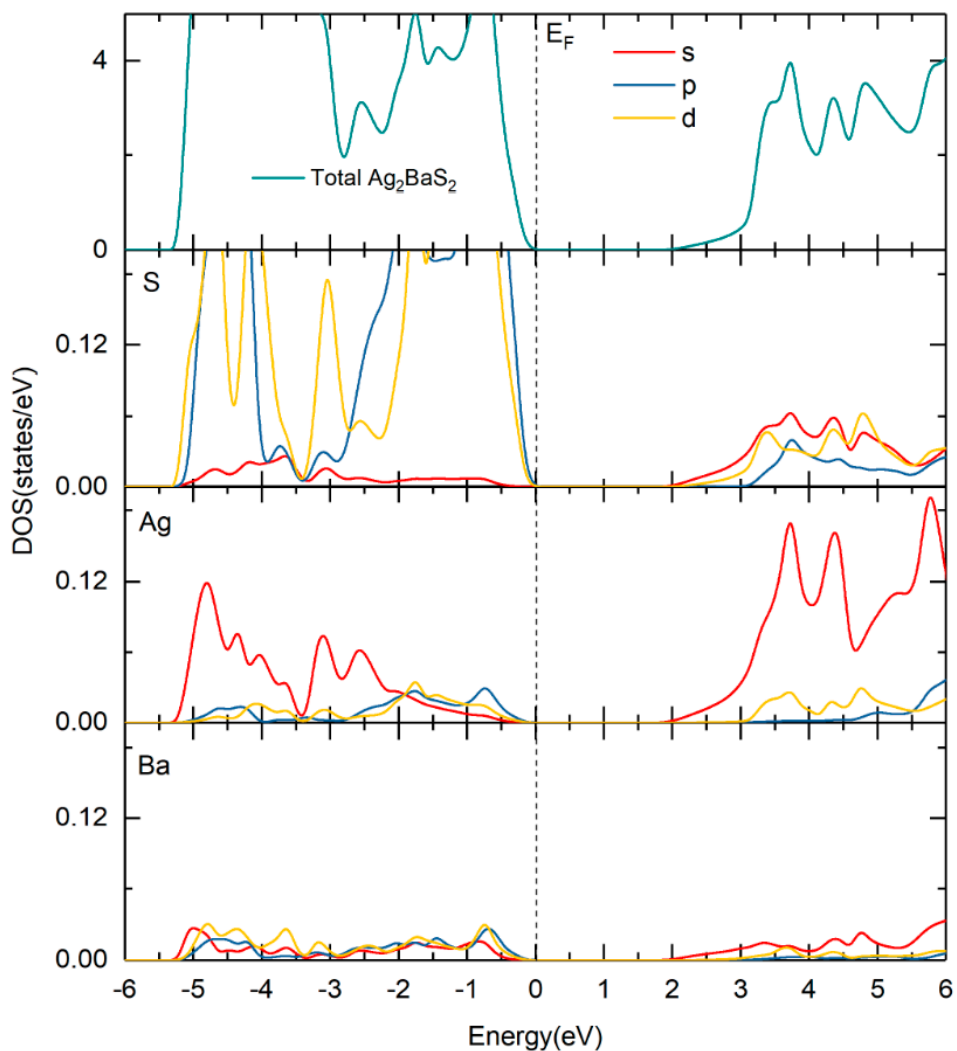 E_F
s
p
d
4
Total Ag₂BaS₂
0
S
0.12
0.00
Ag
0.12
0.00
Ba
0.12
0.00
DOS(states/eV)
-6 -5 -4 -3 -2 -1 0 1 2 3 4 5 6
Energy(eV)